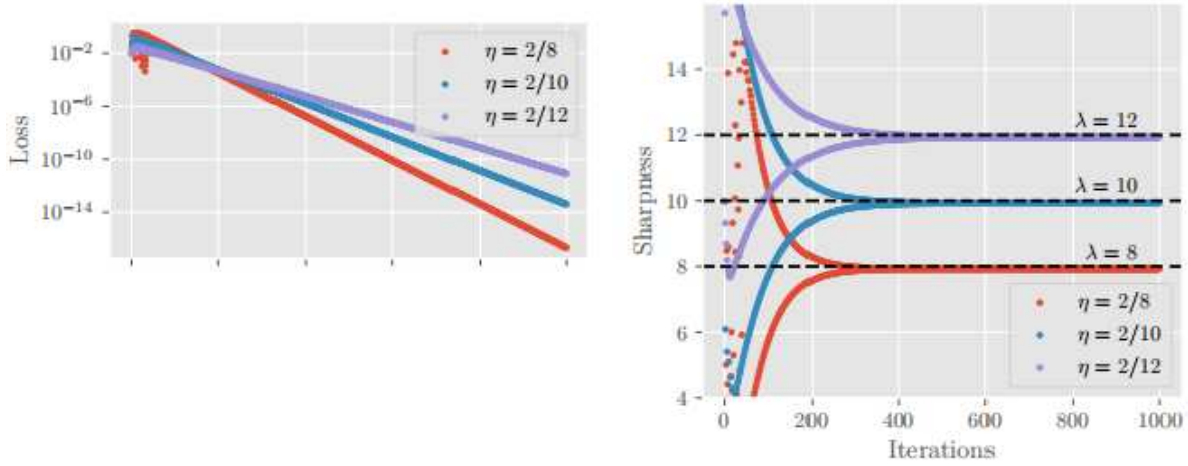 Loss
10⁻²
10⁻⁶
10⁻¹⁰
10⁻¹⁴
η = 2/8
η = 2/10
η = 2/12
Sharpness
14
12
10
8
6
4
λ = 12
λ = 10
λ = 8
η = 2/8
η = 2/10
η = 2/12
0 200 400 600 800 1000
Iterations